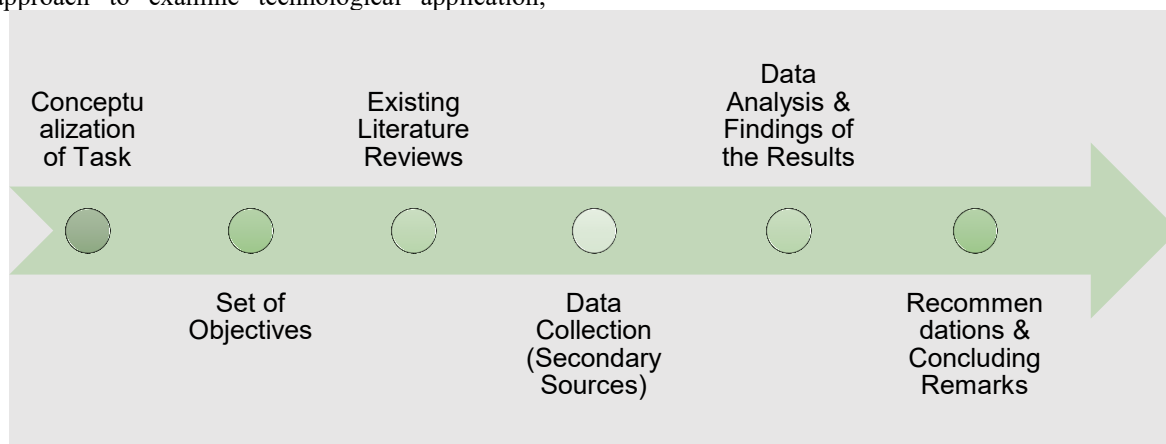 approach to examine technological application,
Conceptu
alization
of Task
Set of
Objectives
Existing
Literature
Reviews
Data
Collection
(Secondary
Sources)
Data
Analysis &
Findings of
the Results
Recommen
dations &
Concluding
Remarks